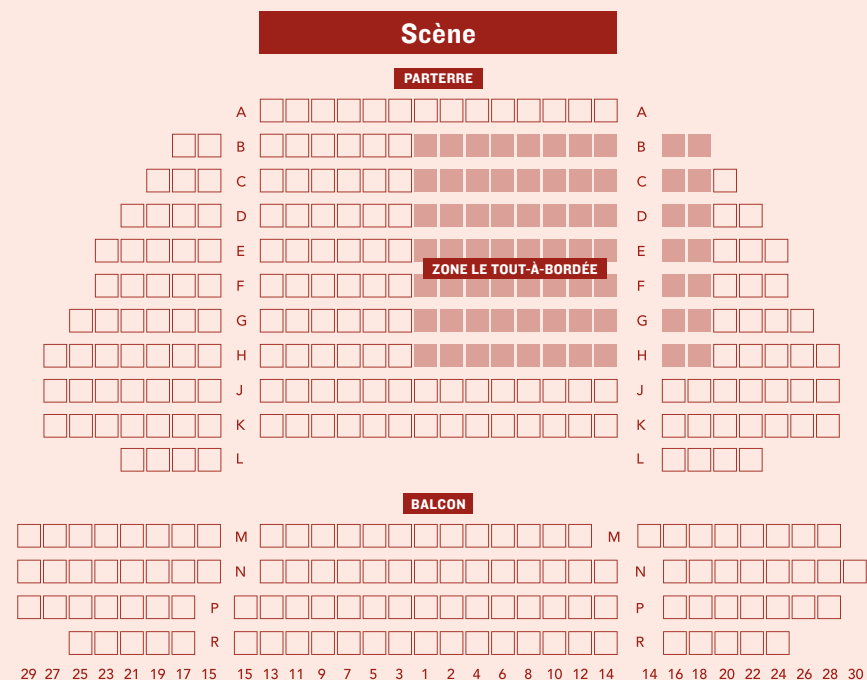 Scène
PARTERRE
A A
B B
C C
D D
E E
ZONE LE TOUT-À-BORDÉE
F F
G G
H H
J J
K K
L L
BALCON
M M
N N
P P
R R
29 27 25 23 21 19 17 15 15 13 11 9 7 5 3 1 2 4 6 8 10 12 14 14 16 18 20 22 24 26 28 30